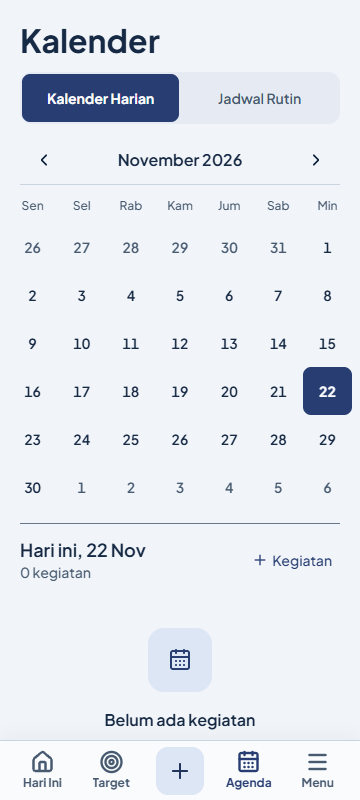 Kalender
Kalender Harian
Jadwal Rutin
November 2026
Sen Sel Rab Kam Jum Sab Min
26 27 28 29 30 31 1
2 3 4 5 6 7 8
9 10 11 12 13 14 15
16 17 18 19 20 21 22
23 24 25 26 27 28 29
30 1 2 3 4 5 6
Hari ini, 22 Nov
0 kegiatan
+ Kegiatan
Belum ada kegiatan
Hari Ini Target Agenda Menu